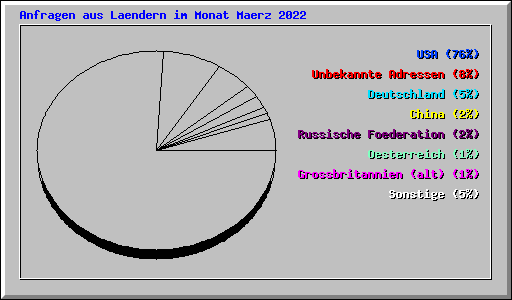 Anfragen aus Laendern im Monat Maerz 2022
USA (76%)
Unbekannte Adressen (8%)
Deutschland (5%)
China (2%)
Russische Foederation (2%)
Oesterreich (1%)
Grossbritannien (alt) (1%)
Sonstige (5%)